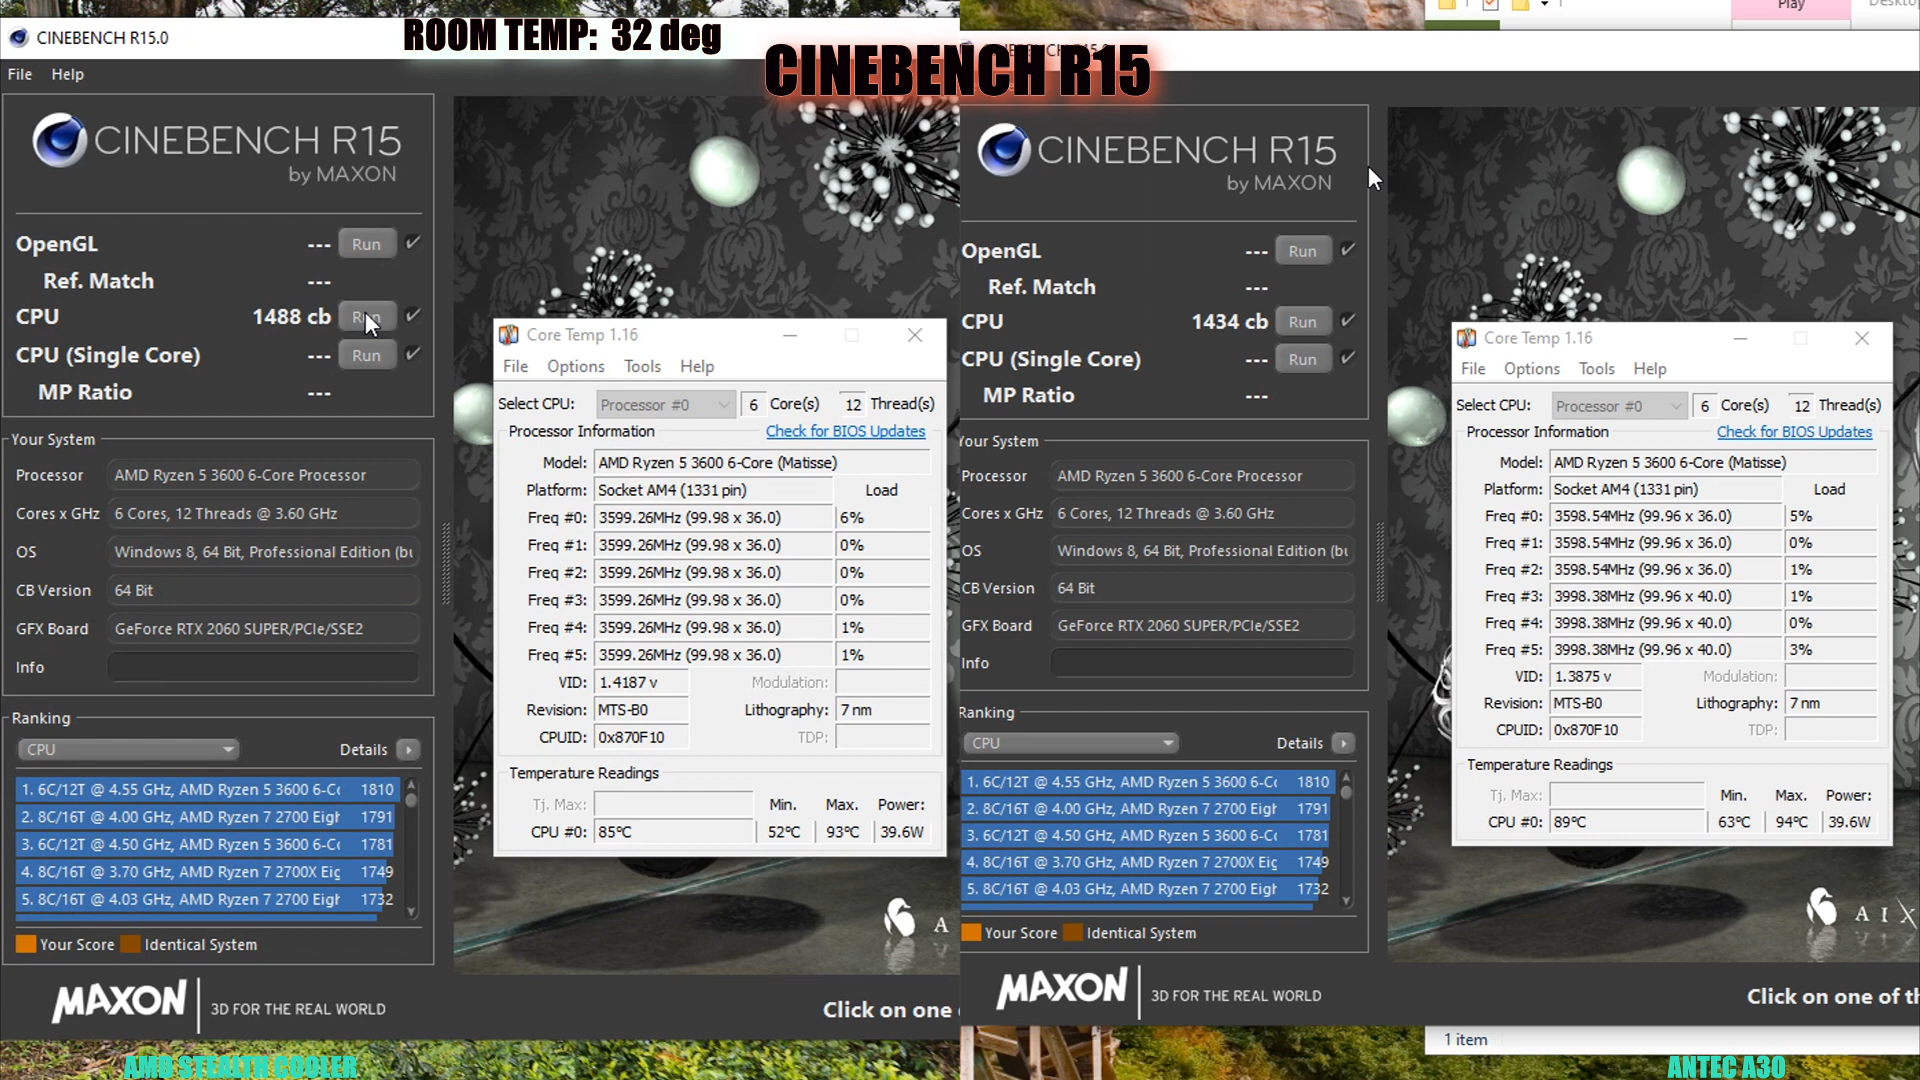 ROOM TEMP: 32 deg
CINEBENCH R15
CINEBENCH R15.0
File Help
CINEBENCH R15
by MAXON
OpenGL --- Run
Ref. Match ---
CPU 1488 cb Run
CPU (Single Core) --- Run
MP Ratio ---
Your System
Processor AMD Ryzen 5 3600 6-Core Processor
Cores x GHz 6 Cores, 12 Threads @ 3.60 GHz
OS Windows 8, 64 Bit, Professional Edition (bu
CB Version 64 Bit
GFX Board GeForce RTX 2060 SUPER/PCIe/SSE2
Info
Ranking
CPU Details
1. 6C/12T @ 4.55 GHz, AMD Ryzen 5 3600 6-Cc 1810
2. 8C/16T @ 4.00 GHz, AMD Ryzen 7 2700 Eigh 1791
3. 6C/12T @ 4.50 GHz, AMD Ryzen 5 3600 6-Cc 1781
4. 8C/16T @ 3.70 GHz, AMD Ryzen 7 2700X Eig 1749
5. 8C/16T @ 4.03 GHz, AMD Ryzen 7 2700 Eigh 1732
Your Score Identical System
MAXON 3D FOR THE REAL WORLD
Click on one
A
AMD STEALTH COOLER
Core Temp 1.16
File Options Tools Help
Select CPU: Processor #0 6 Core(s) 12 Thread(s)
Processor Information Check for BIOS Updates
Model: AMD Ryzen 5 3600 6-Core (Matisse)
Platform: Socket AM4 (1331 pin) Load
Freq #0: 3599.26MHz (99.98 x 36.0) 6%
Freq #1: 3599.26MHz (99.98 x 36.0) 0%
Freq #2: 3599.26MHz (99.98 x 36.0) 0%
Freq #3: 3599.26MHz (99.98 x 36.0) 0%
Freq #4: 3599.26MHz (99.98 x 36.0) 1%
Freq #5: 3599.26MHz (99.98 x 36.0) 1%
VID: 1.4187 v Modulation:
Revision: MTS-B0 Lithography: 7 nm
CPUID: 0x870F10 TDP:
Temperature Readings
Tj. Max: Min. Max. Power:
CPU #0: 85°C 52°C 93°C 39.6W
Play
CINEBENCH R15
by MAXON
OpenGL --- Run
Ref. Match ---
CPU 1434 cb Run
CPU (Single Core) --- Run
MP Ratio ---
Your System
Processor AMD Ryzen 5 3600 6-Core Processor
Cores x GHz 6 Cores, 12 Threads @ 3.60 GHz
OS Windows 8, 64 Bit, Professional Edition (bu
CB Version 64 Bit
GFX Board GeForce RTX 2060 SUPER/PCIe/SSE2
Info
Ranking
CPU Details
1. 6C/12T @ 4.55 GHz, AMD Ryzen 5 3600 6-Cc 1810
2. 8C/16T @ 4.00 GHz, AMD Ryzen 7 2700 Eigh 1791
3. 6C/12T @ 4.50 GHz, AMD Ryzen 5 3600 6-Cc 1781
4. 8C/16T @ 3.70 GHz, AMD Ryzen 7 2700X Eig 1749
5. 8C/16T @ 4.03 GHz, AMD Ryzen 7 2700 Eigh 1732
Your Score Identical System
MAXON 3D FOR THE REAL WORLD
Click on one of th
AIX
1 item
ANTEC A30
Core Temp 1.16
File Options Tools Help
Select CPU: Processor #0 6 Core(s) 12 Thread(s)
Processor Information Check for BIOS Updates
Model: AMD Ryzen 5 3600 6-Core (Matisse)
Platform: Socket AM4 (1331 pin) Load
Freq #0: 3598.54MHz (99.96 x 36.0) 5%
Freq #1: 3598.54MHz (99.96 x 36.0) 0%
Freq #2: 3598.54MHz (99.96 x 36.0) 1%
Freq #3: 3998.38MHz (99.96 x 40.0) 1%
Freq #4: 3998.38MHz (99.96 x 40.0) 0%
Freq #5: 3998.38MHz (99.96 x 40.0) 3%
VID: 1.3875 v Modulation:
Revision: MTS-B0 Lithography: 7 nm
CPUID: 0x870F10 TDP:
Temperature Readings
Tj. Max: Min. Max. Power:
CPU #0: 89°C 63°C 94°C 39.6W